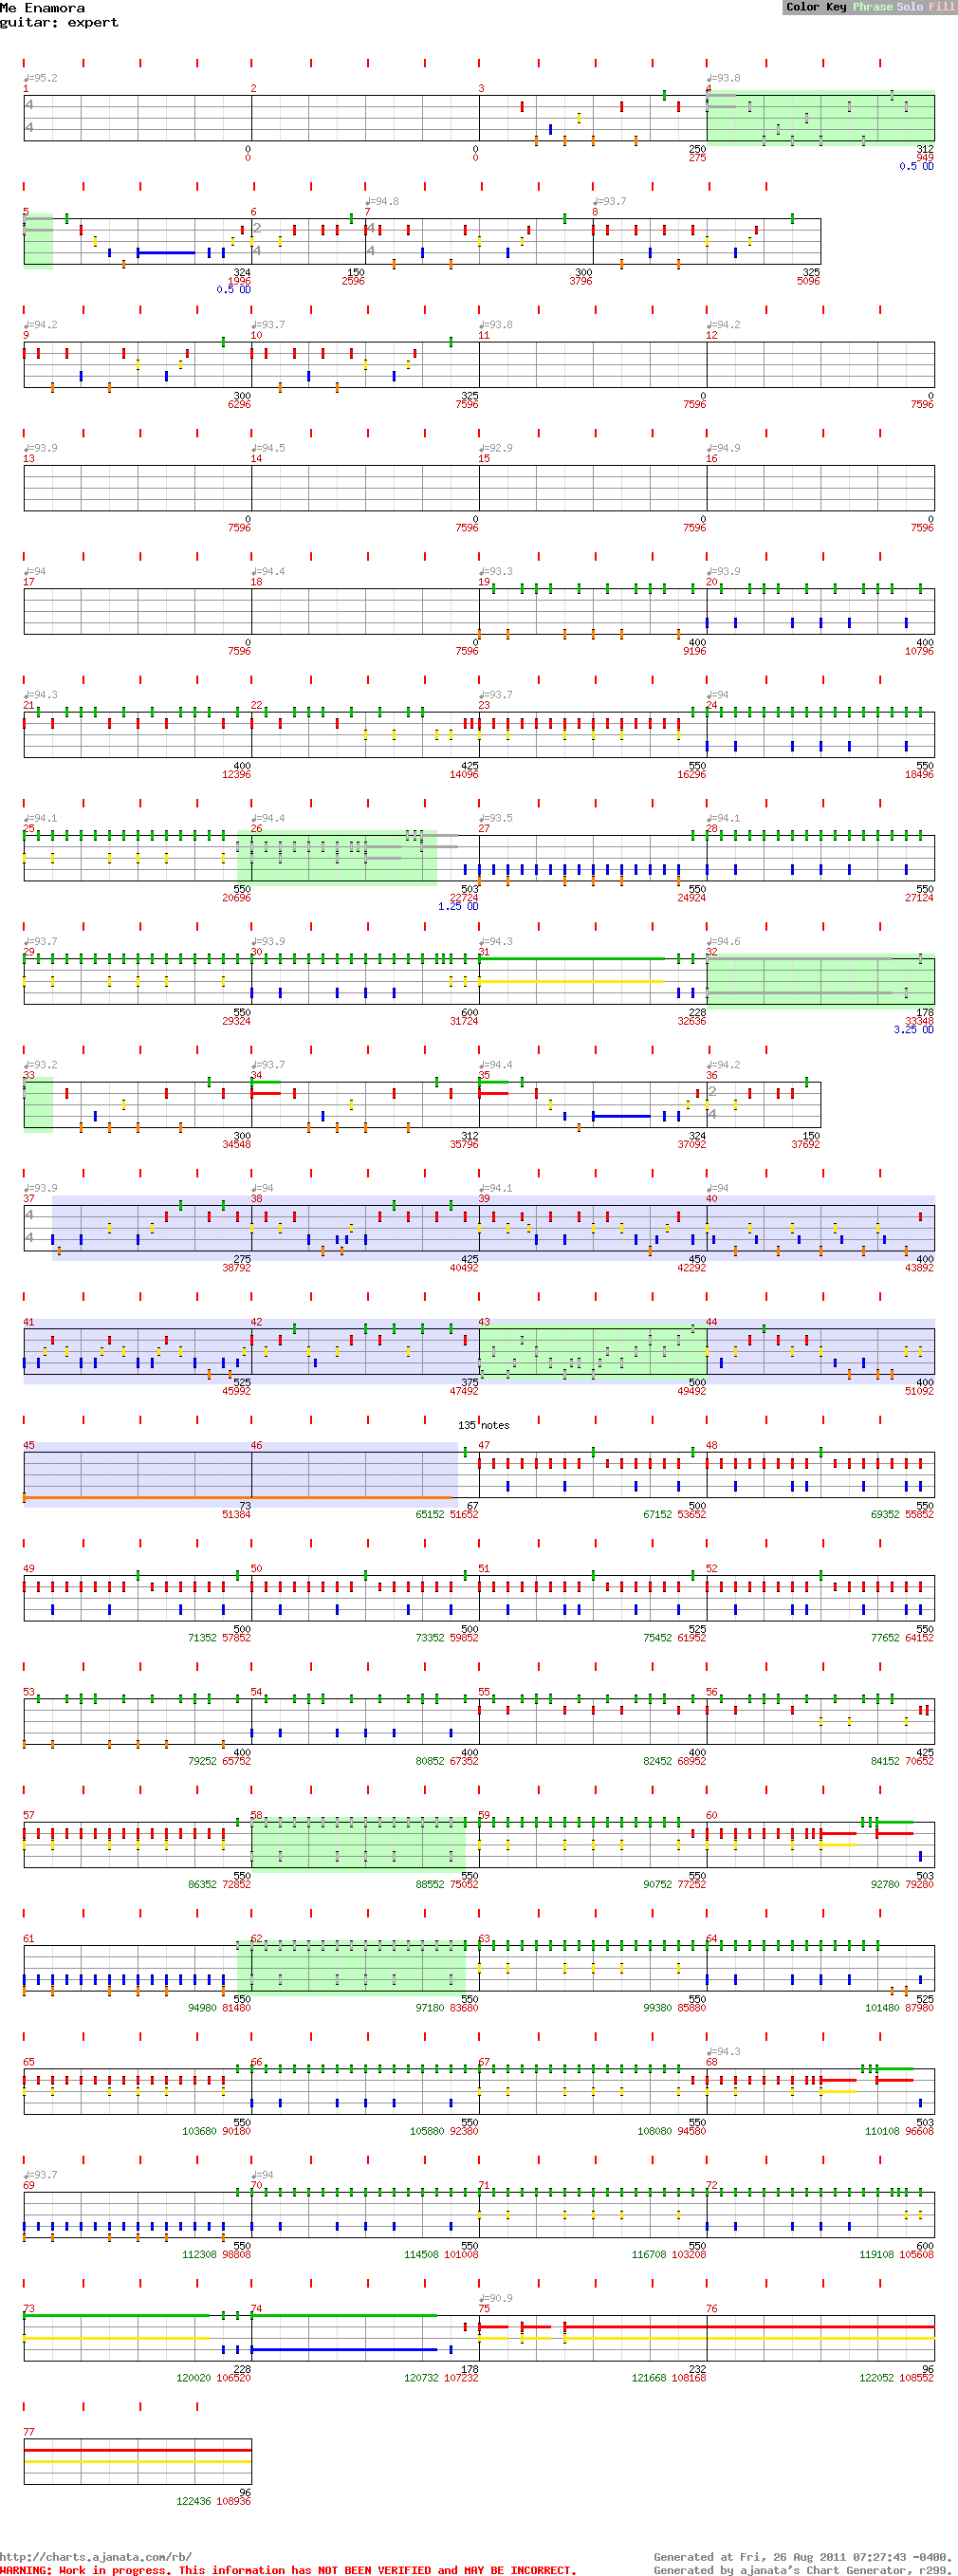 Me Enamora
guitar: expert
Color Key Phrase Solo Fill
♩=95.2 ♩=93.8
1 2 3 4
4
4
0 0 250 312
0 275 949
0.5 OD
♩=94.8 ♩=93.7
5 6 7 8
2 4
4 4
324 150 300 325
1996 2596 3796 5096
0.5 OD
♩=94.2 ♩=93.7 ♩=93.8 ♩=94.2
9 10 11 12
300 325 0 0
6296 7596 7596 7596
♩=93.9 ♩=94.5 ♩=92.9 ♩=94.9
13 14 15 16
0 0 0 0
7596 7596 7596 7596
♩=94 ♩=94.4 ♩=93.3 ♩=93.9
17 18 19 20
0 0 400 400
7596 7596 9196 10796
♩=94.3 ♩=93.7 ♩=94
21 22 23 24
400 425 550 550
12396 14096 16296 18496
♩=94.1 ♩=94.4 ♩=93.5 ♩=94.1
25 26 27 28
550 503 550 550
20696 22724 24924 27124
1.25 OD
♩=93.7 ♩=93.9 ♩=94.3 ♩=94.6
29 30 31 32
550 600 228 178
29324 31724 32636 33348
3.25 OD
♩=93.2 ♩=93.7 ♩=94.4 ♩=94.2
33 34 35 36
2
4
300 312 324 150
34548 35796 37092 37692
♩=93.9 ♩=94 ♩=94.1 ♩=94
37 38 39 40
4
4
275 425 450 400
38792 40492 42292 43892
41 42 43 44
525 375 500 400
45992 47492 49492 51092
135 notes
45 46 47 48
73 67 500 550
51384 65152 51652 67152 53652 69352 55852
49 50 51 52
500 500 525 550
71352 57852 73352 59852 75452 61952 77652 64152
53 54 55 56
400 400 400 425
79252 65752 80852 67352 82452 68952 84152 70652
57 58 59 60
550 550 550 503
86352 72852 88552 75052 90752 77252 92780 79280
61 62 63 64
550 550 550 525
94980 81480 97180 83680 99380 85880 101480 87980
♩=94.3
65 66 67 68
550 550 550 503
103680 90180 105880 92380 108080 94580 110108 96608
♩=93.7 ♩=94
69 70 71 72
550 550 550 600
112308 98808 114508 101008 116708 103208 119108 105608
♩=90.9
73 74 75 76
228 178 232 96
120020 106520 120732 107232 121668 108168 122052 108552
77
96
122436 108936
http://charts.ajanata.com/rb/
Generated at Fri, 26 Aug 2011 07:27:43 -0400.
WARNING: Work in progress. This information has NOT BEEN VERIFIED and MAY BE INCORRECT.
Generated by ajanata's Chart Generator, r299.